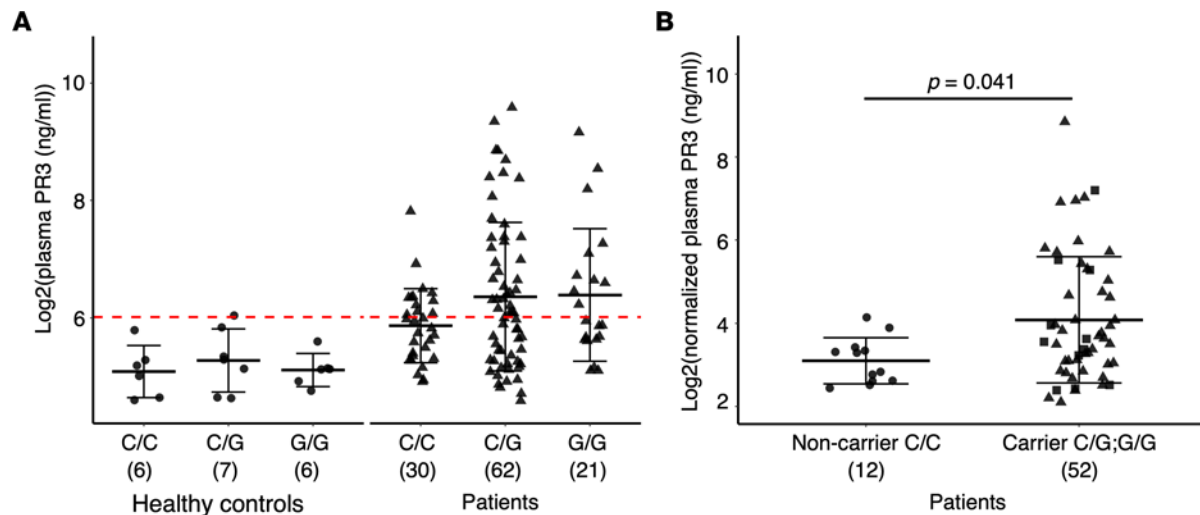 A
Log2(plasma PR3 (ng/ml))
10
8
6
C/C
C/G
G/G
C/C
C/G
G/G
(6)
(7)
(6)
(30)
(62)
(21)
Healthy controls
Patients
B
Log2(normalized plasma PR3 (ng/ml))
10
8
6
4
2
p = 0.041
Non-carrier C/C
Carrier C/G;G/G
(12)
(52)
Patients